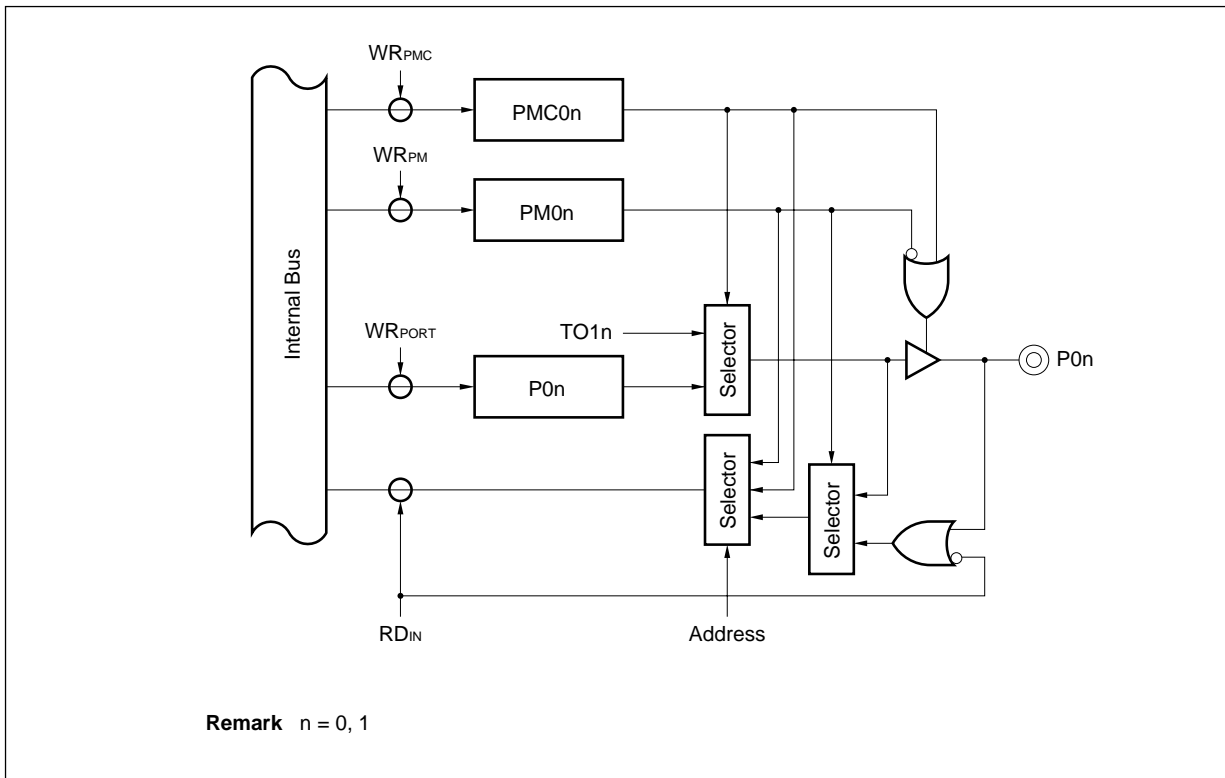 WRPMC
PMC0n
WRPM
PM0n
Internal Bus
WRPORT
TO1n
Selector
P0n
P0n
Selector
Selector
RDIN
Address
Remark n = 0, 1